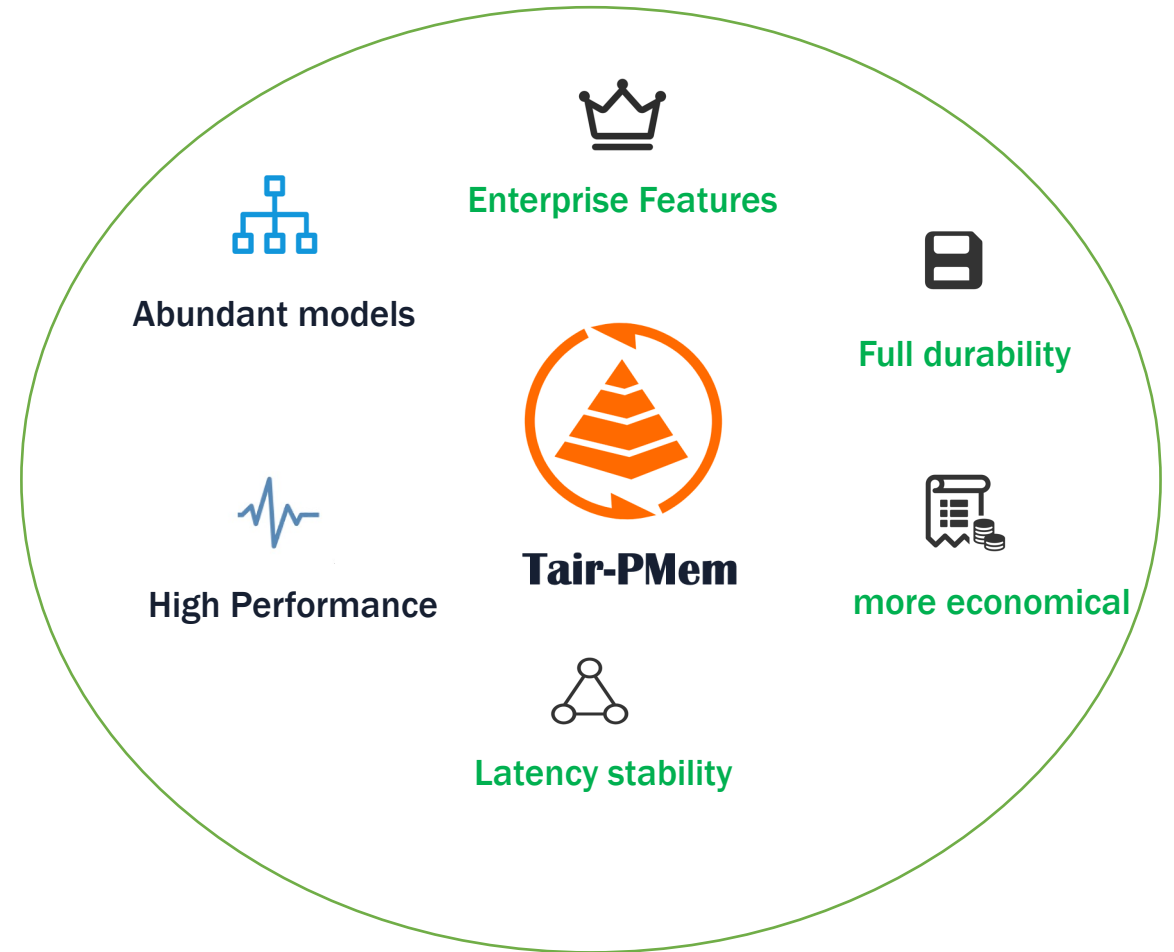 Enterprise Features
Abundant models
Full durability
Tair-PMem
High Performance
more economical
Latency stability